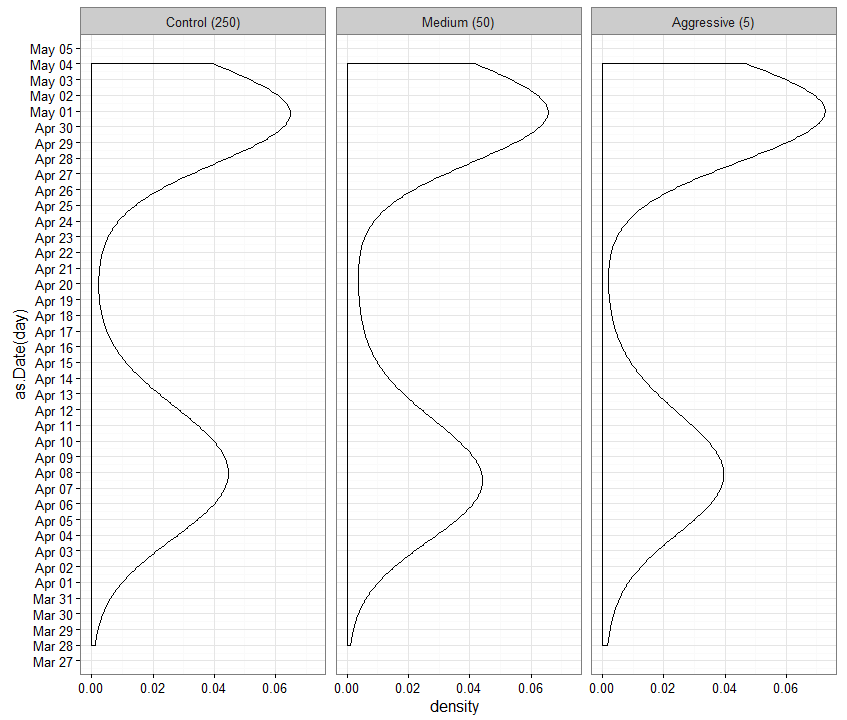 Control (250) Medium (50) Aggressive (5)
May 05
May 04
May 03
May 02
May 01
Apr 30
Apr 29
Apr 28
Apr 27
Apr 26
Apr 25
Apr 24
Apr 23
Apr 22
Apr 21
Apr 20
Apr 19
Apr 18
Apr 17
Apr 16
Apr 15
Apr 14
Apr 13
Apr 12
Apr 11
Apr 10
Apr 09
Apr 08
Apr 07
Apr 06
Apr 05
Apr 04
Apr 03
Apr 02
Apr 01
Mar 31
Mar 30
Mar 29
Mar 28
Mar 27
as.Date(day)
0.00 0.02 0.04 0.06 0.00 0.02 0.04 0.06 0.00 0.02 0.04 0.06
density